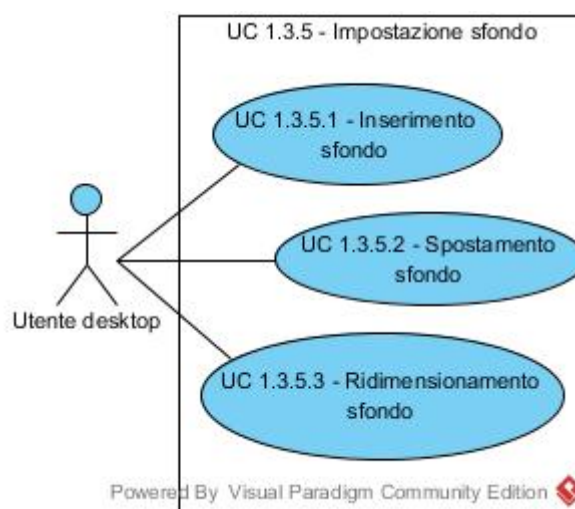 UC 1.3.5 - Impostazione sfondo
UC 1.3.5.1 - Inserimento
sfondo
UC 1.3.5.2 - Spostamento
sfondo
Utente desktop
UC 1.3.5.3 - Ridimensionamento
sfondo
Powered By Visual Paradigm Community Edition